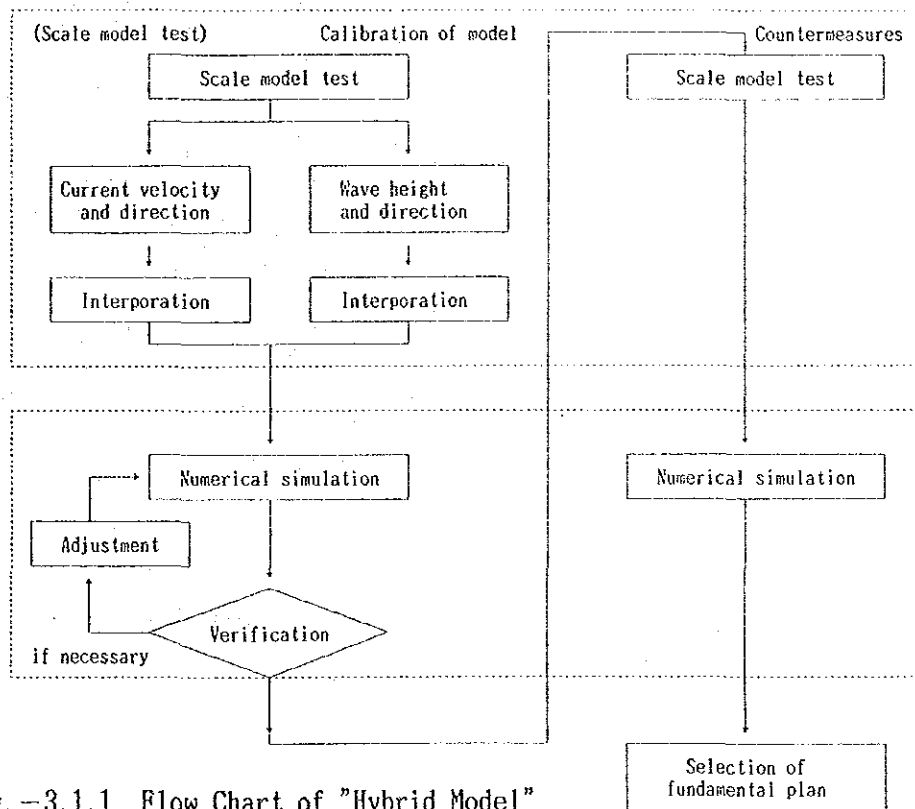 (Scale model test)
Calibration of model
Countermeasures
Scale model test
Scale model test
Current velocity
and direction
Wave height
and direction
Interporation
Interporation
Numerical simulation
Numerical simulation
Adjustment
Verification
if necessary
Selection of
fundamental plan
-3.1.1 Flow Chart of "Hybrid Model"